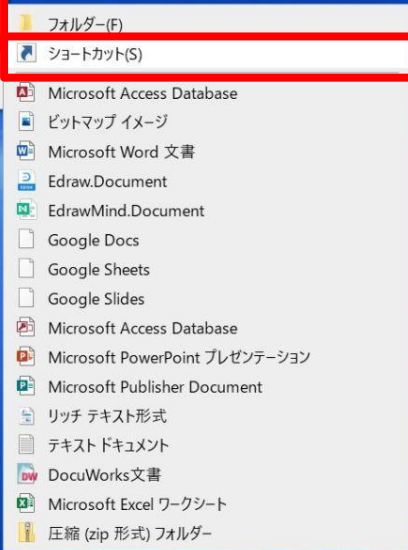 フォルダー(F)
ショートカット(S)
Microsoft Access Database
ビットマップ イメージ
Microsoft Word 文書
Edraw.Document
EdrawMind.Document
Google Docs
Google Sheets
Google Slides
Microsoft Access Database
Microsoft PowerPoint プレゼンテーション
Microsoft Publisher Document
リッチ テキスト形式
テキスト ドキュメント
DocuWorks文書
Microsoft Excel ワークシート
圧縮 (zip 形式) フォルダー